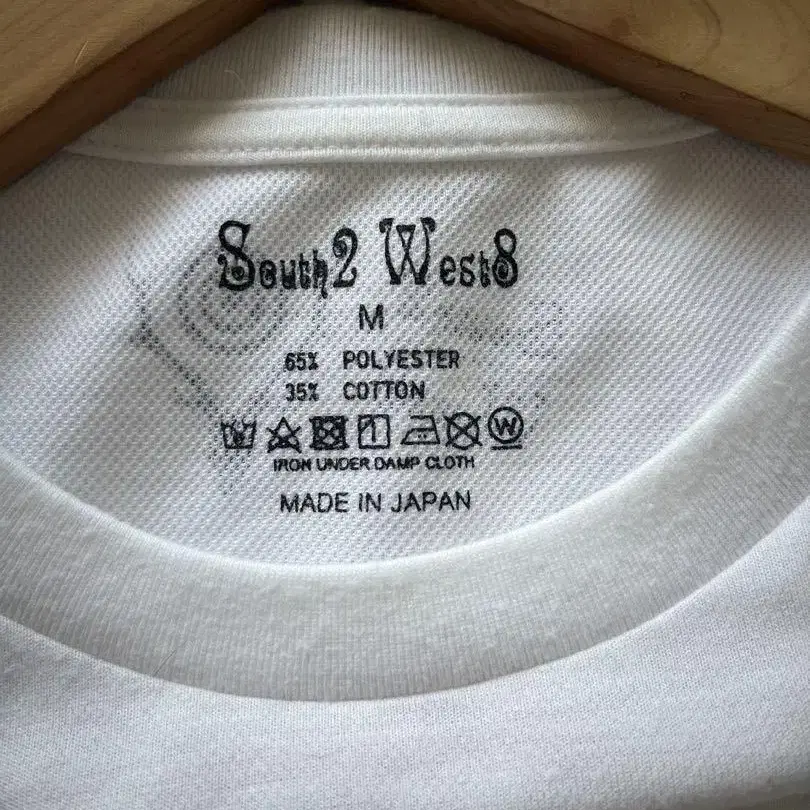 South2 West8
M
65% POLYESTER
35% COTTON
W
IRON UNDER DAMP CLOTH
MADE IN JAPAN